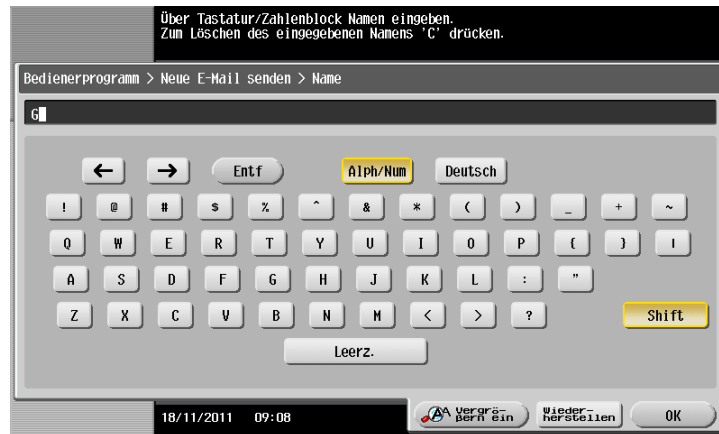 Über Tastatur/Zahlenblock Namen eingeben.
Zum Löschen des eingegebenen Namens 'C' drücken.
Bedienerprogramm > Neue E-Mail senden > Name
G
← → Entf Alph/Num Deutsch
! @ # $ % ^ & * ( ) _ + ~
Q W E R T Y U I O P { } |
A S D F G H J K L : "
Z X C V B N M < > ? Shift
Leerz.
18/11/2011 09:08
Vergrö-
ßern ein
Wieder-
herstellen
OK